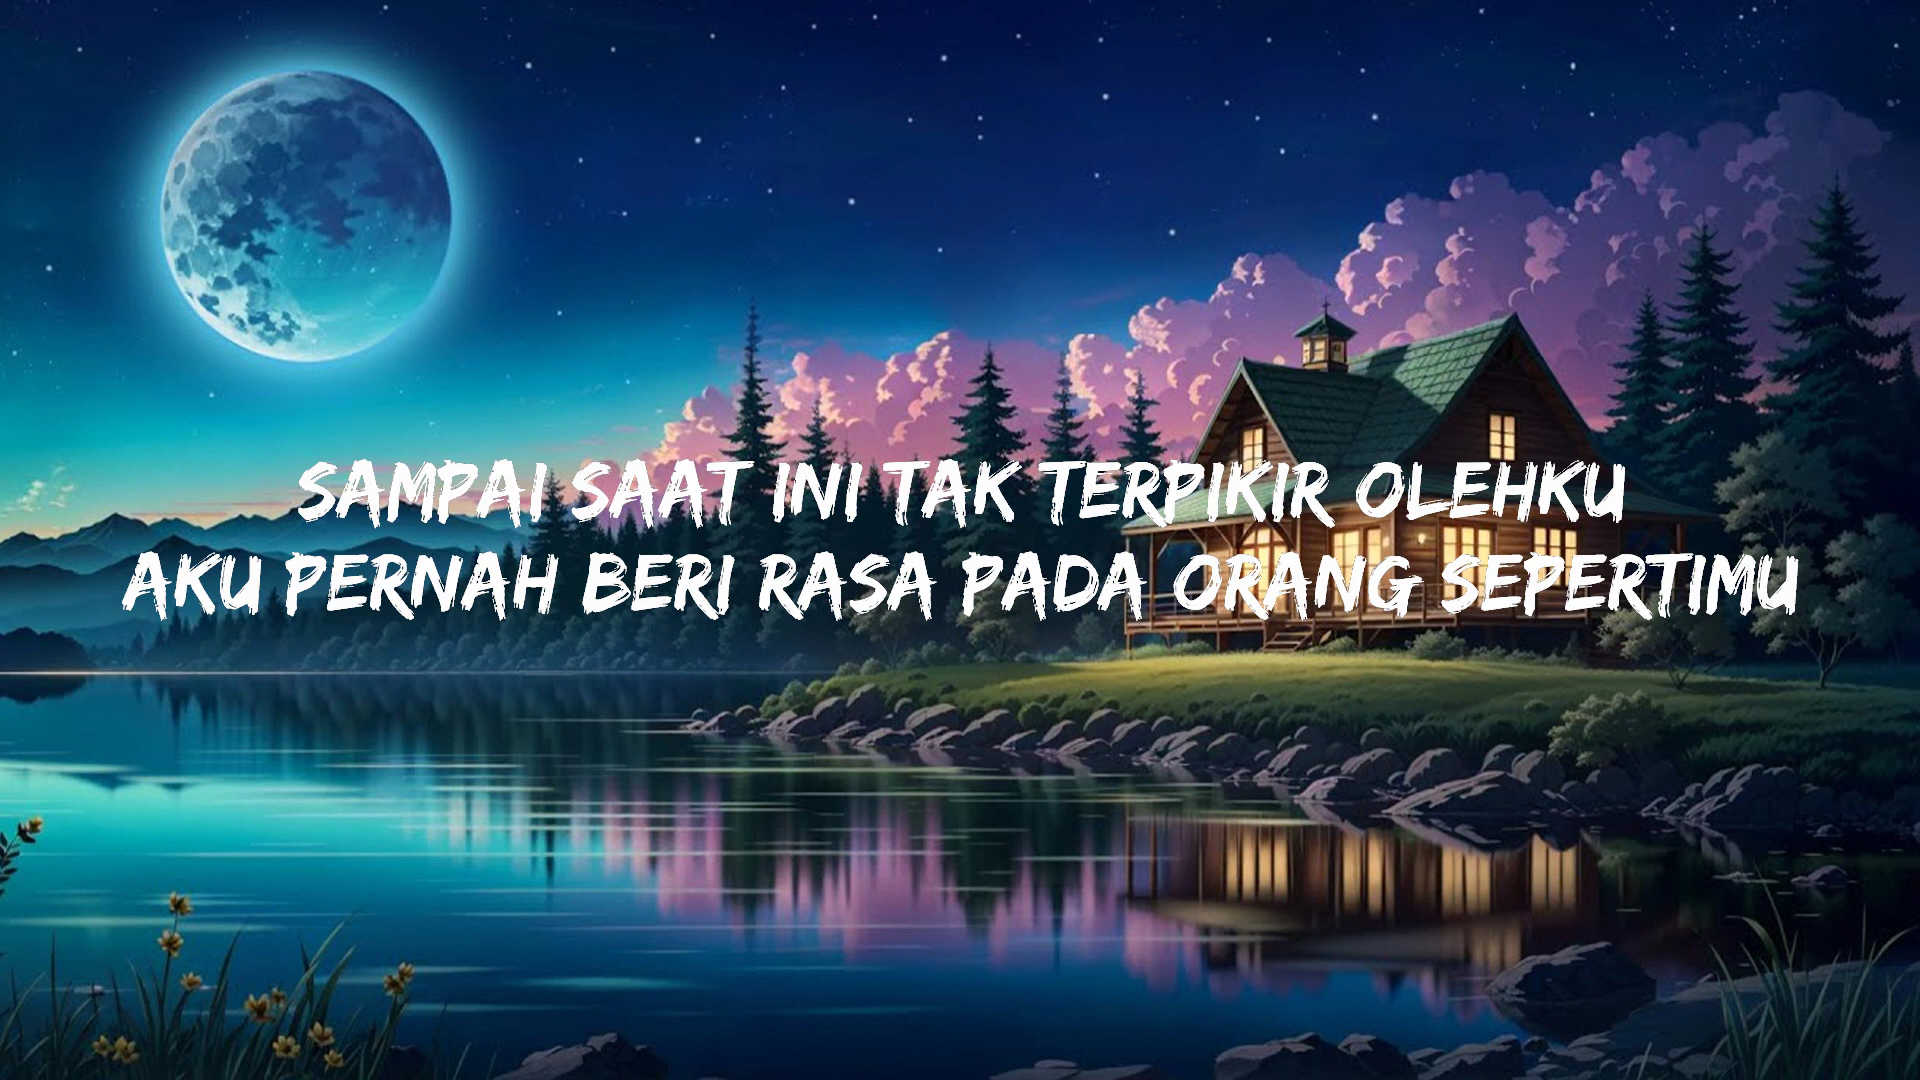 SAMPAI SAAT INI TAK TERPIKIR OLEHKU
AKU PERNAH BERI RASA PADA ORANG SEPERTIMU